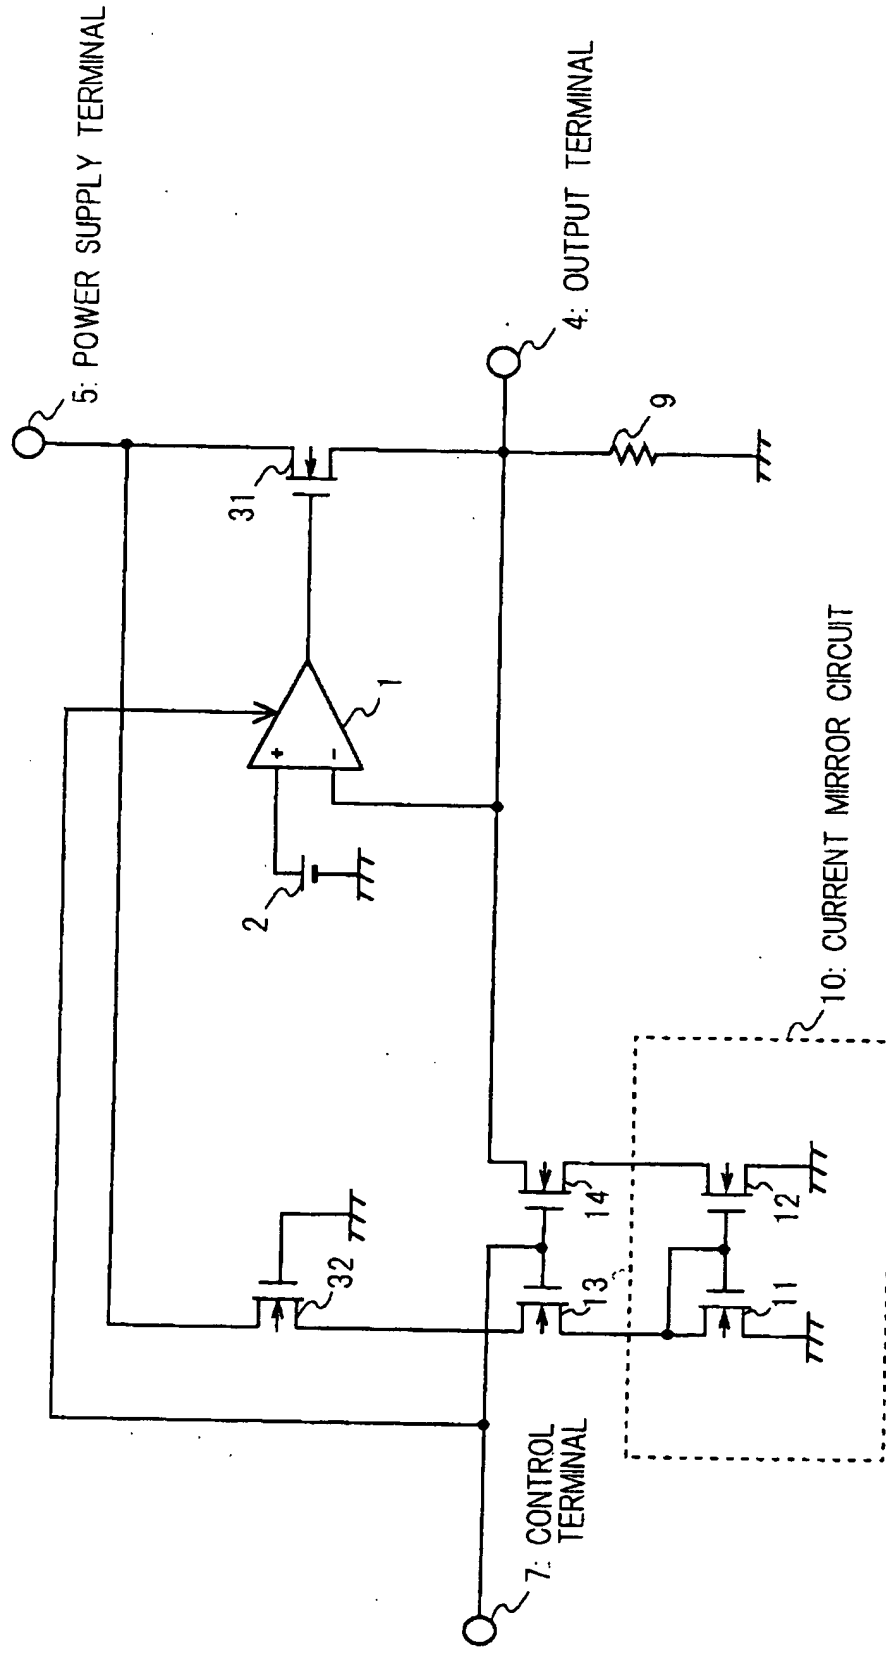 5: POWER SUPPLY TERMINAL
31
4: OUTPUT TERMINAL
9
1
+
-
2
32
14
13
12
11
10: CURRENT MIRROR CIRCUIT
7: CONTROL
TERMINAL